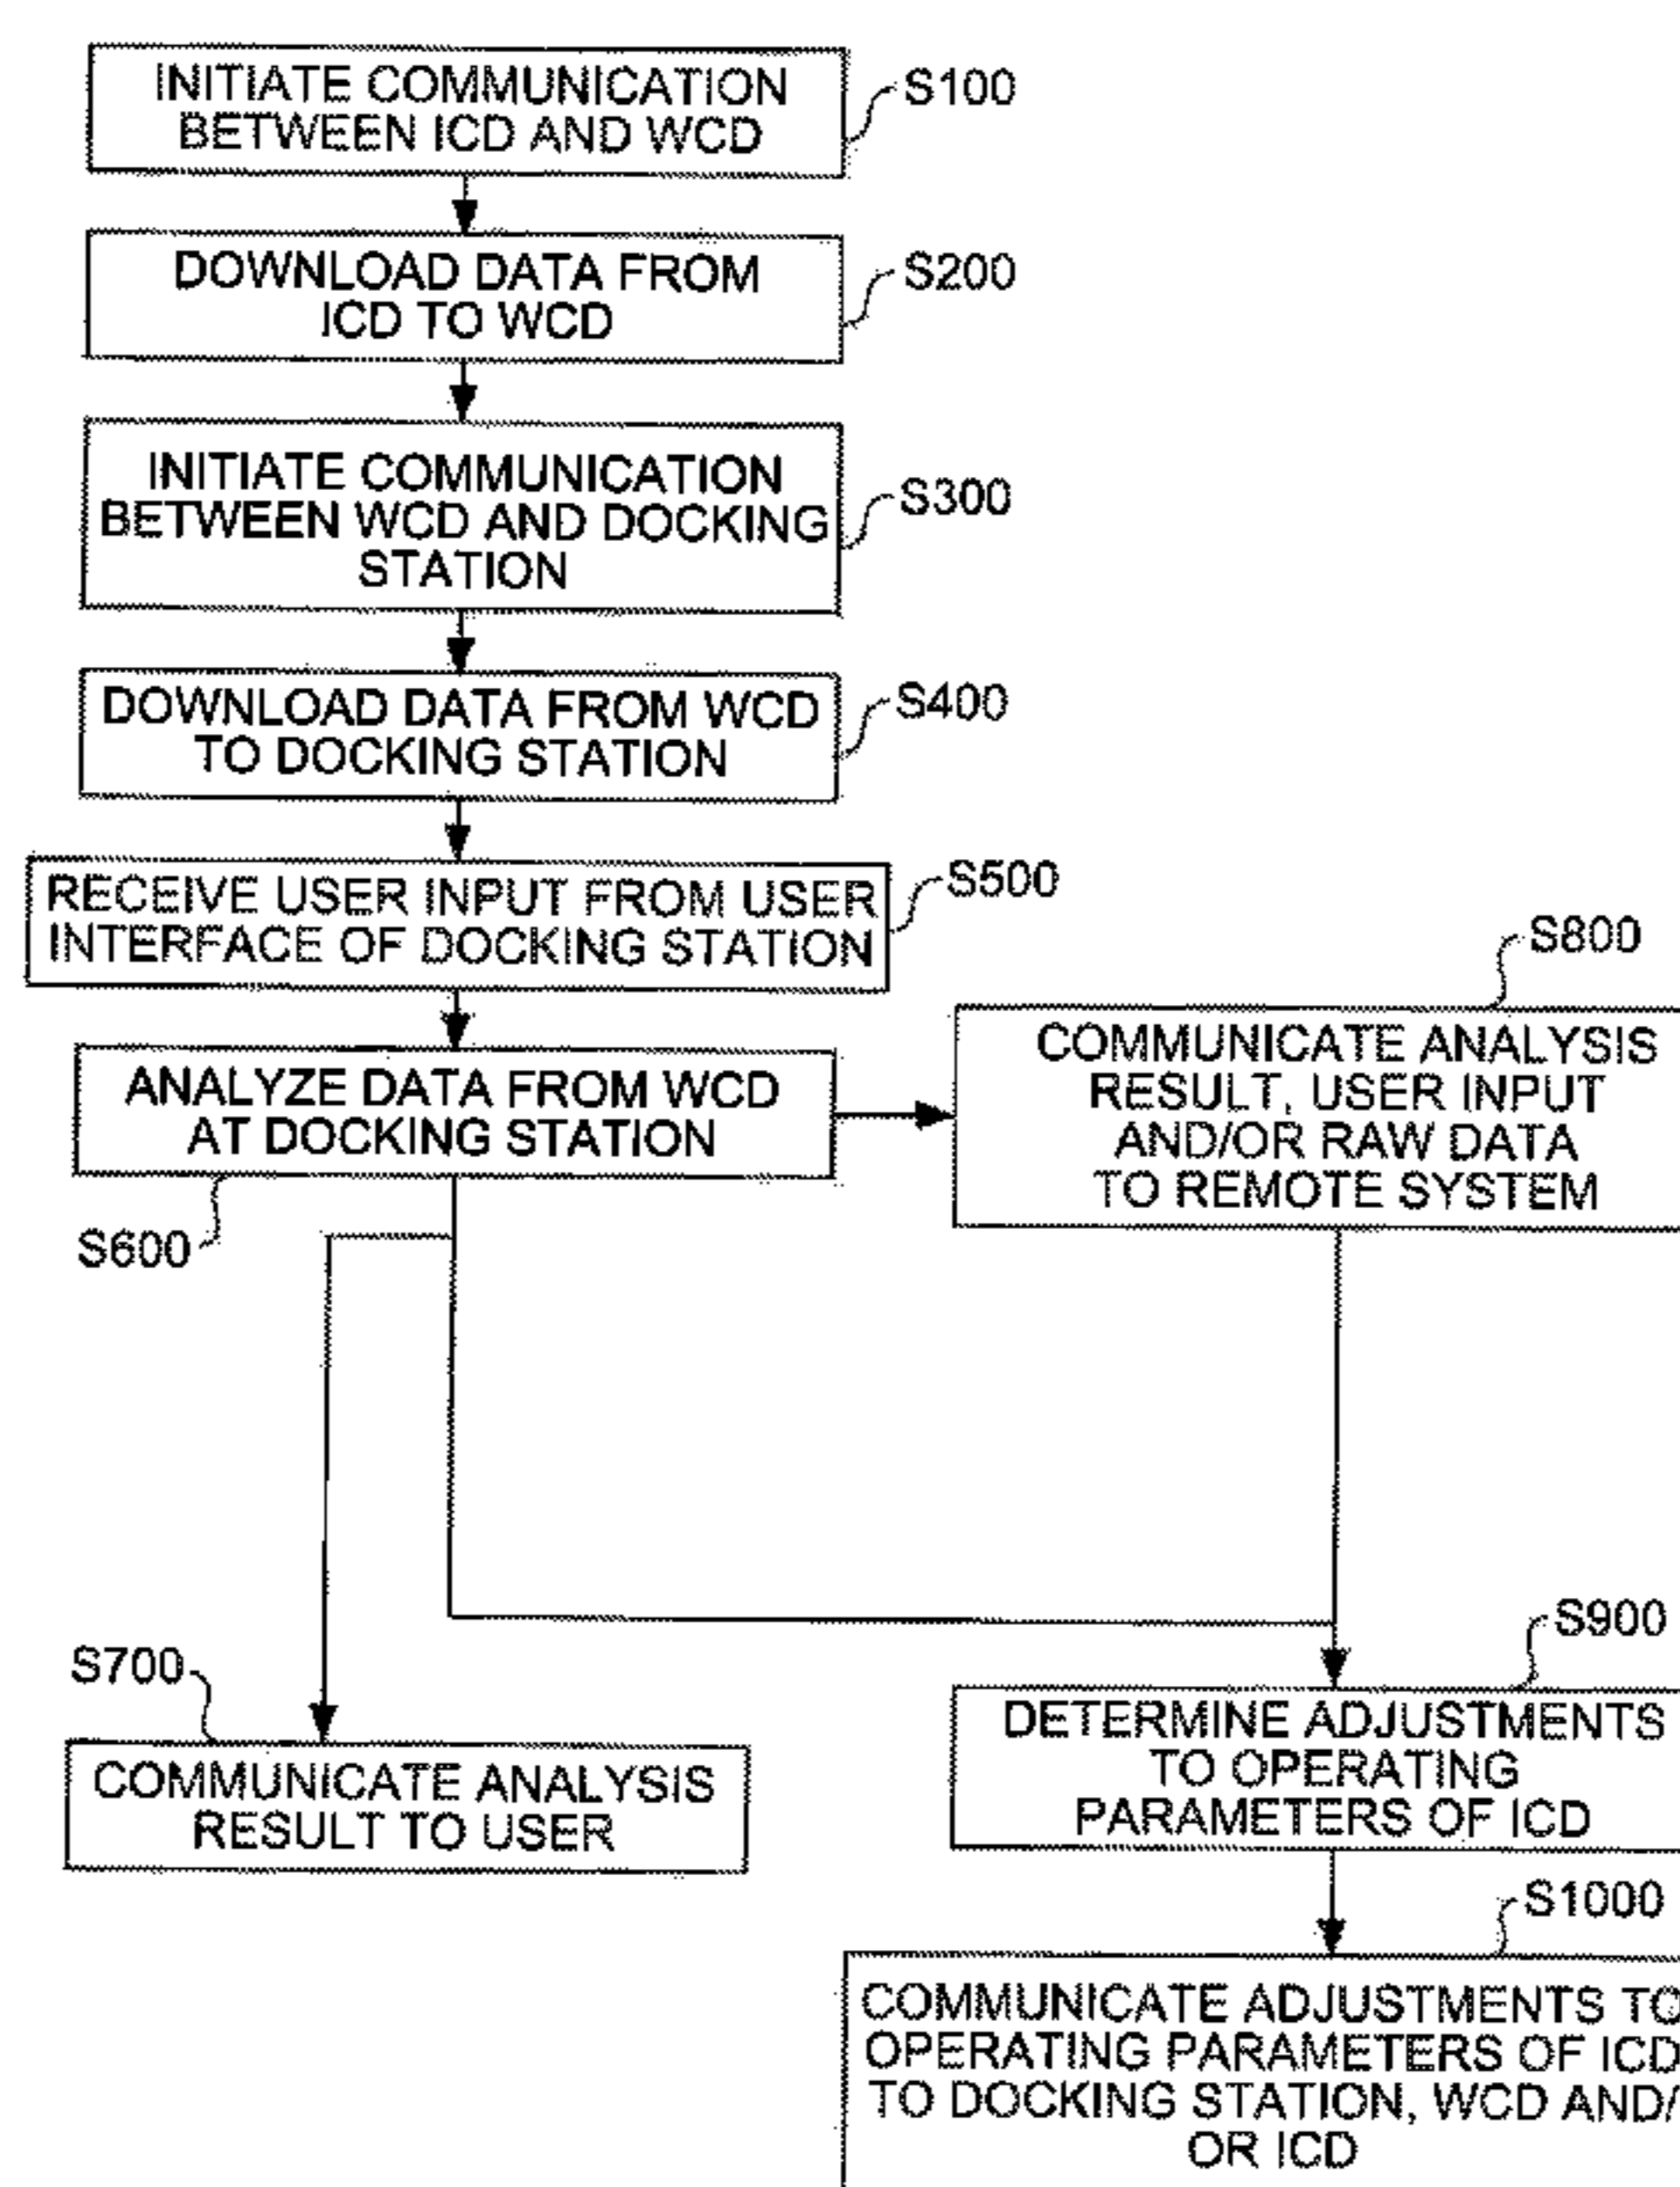 INITIATE COMMUNICATION
BETWEEN ICD AND WCD
S100
DOWNLOAD DATA FROM
ICD TO WCD
S200
INITIATE COMMUNICATION
BETWEEN WCD AND DOCKING
STATION
S300
DOWNLOAD DATA FROM WCD
TO DOCKING STATION
S400
RECEIVE USER INPUT FROM USER
INTERFACE OF DOCKING STATION
S500
ANALYZE DATA FROM WCD
AT DOCKING STATION
S600
S800
COMMUNICATE ANALYSIS
RESULT, USER INPUT
AND/OR RAW DATA
TO REMOTE SYSTEM
S700
COMMUNICATE ANALYSIS
RESULT TO USER
S900
DETERMINE ADJUSTMENTS
TO OPERATING
PARAMETERS OF ICD
S1000
COMMUNICATE ADJUSTMENTS TO
OPERATING PARAMETERS OF ICD
TO DOCKING STATION, WCD AND/
OR ICD